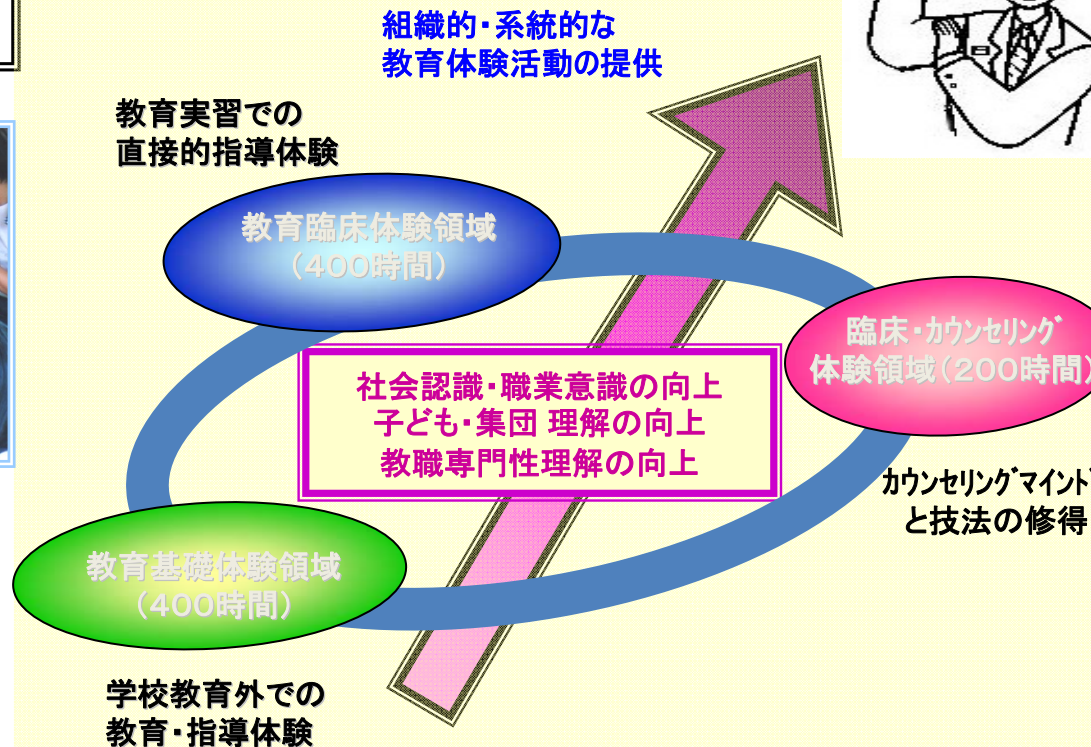 組織的・系統的な
教育体験活動の提供
教育実習での
直接的指導体験
教育臨床体験領域
（400時間）
臨床・ｶｳﾝｾﾘﾝｸﾞ
体験領域（200時間）
社会認識・職業意識の向上
子ども・集団 理解の向上
教職専門性理解の向上
ｶｳﾝｾﾘﾝｸﾞﾏｲﾝﾄﾞ
と技法の修得
教育基礎体験領域
（400時間）
学校教育外での
教育・指導体験